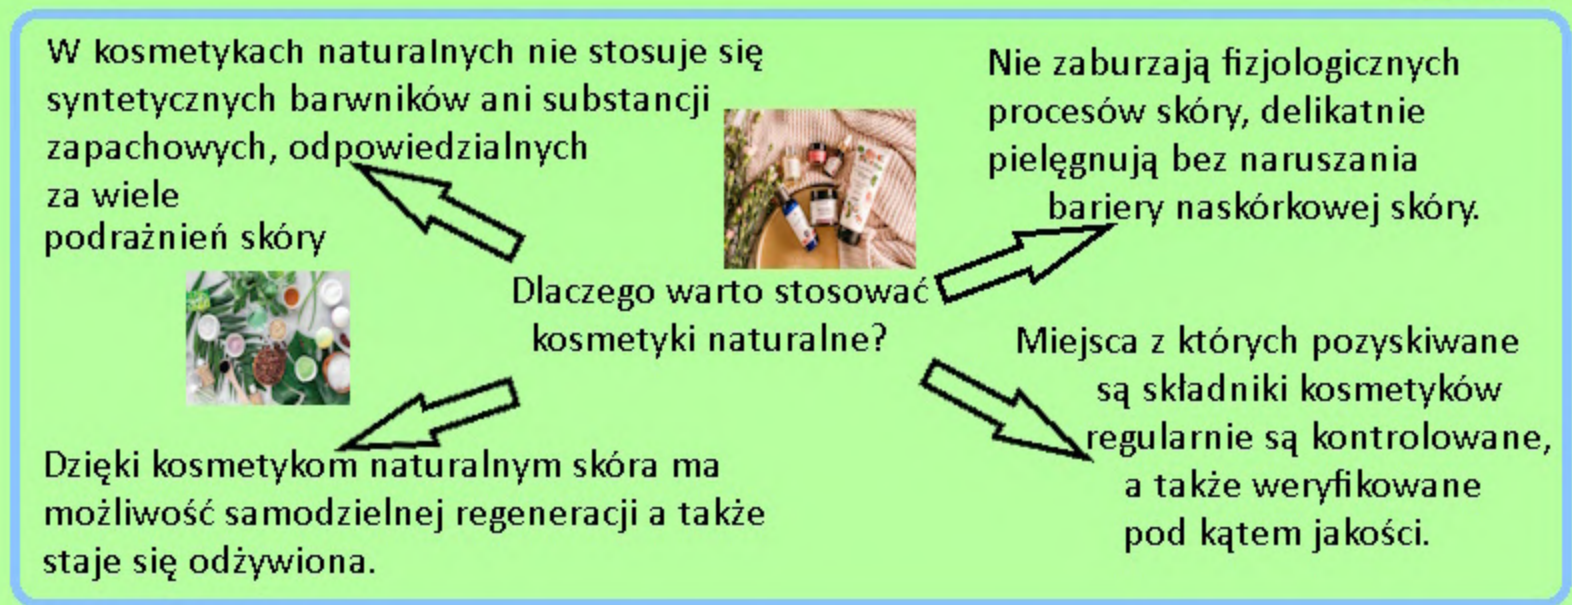 W kosmetykach naturalnych nie stosuje się
syntetycznych barwników ani substancji
zapachowych, odpowiedzialnych
za wiele
podrażnień skóry
Nie zaburzają fizjologicznych
procesów skóry, delikatnie
pielęgnują bez naruszania
bariery naskórkowej skóry.
Dlaczego warto stosować
kosmetyki naturalne?
Dzięki kosmetykom naturalnym skóra ma
możliwość samodzielnej regeneracji a także
staje się odżywiona.
Miejsca z których pozyskiwane
są składniki kosmetyków
regularnie są kontrolowane,
a także weryfikowane
pod kątem jakości.